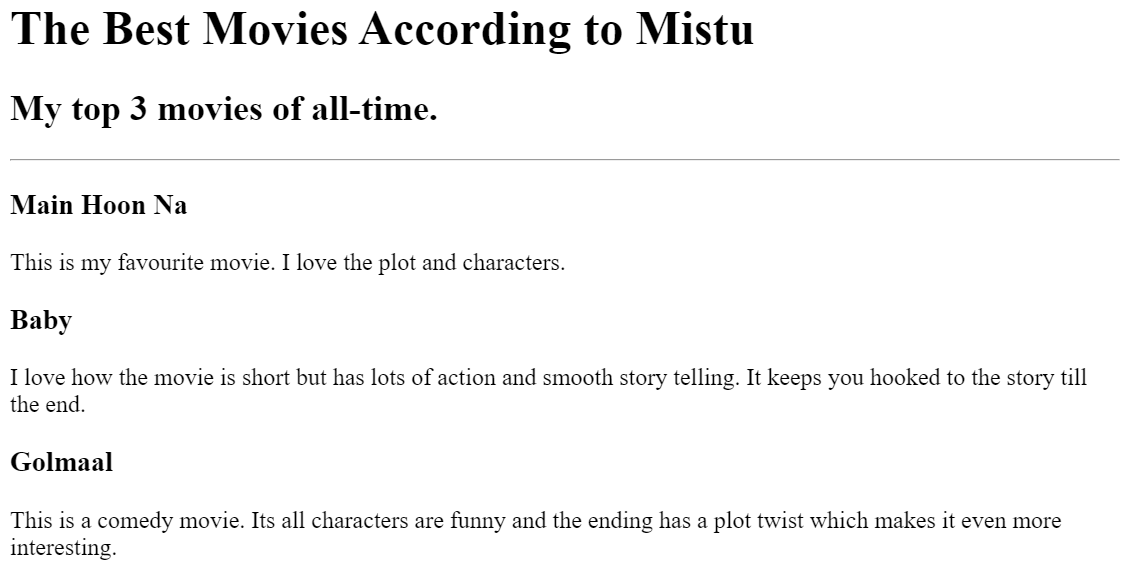 The Best Movies According to Mistu
My top 3 movies of all-time.
Main Hoon Na
This is my favourite movie. I love the plot and characters.
Baby
I love how the movie is short but has lots of action and smooth story telling. It keeps you hooked to the story till
the end.
Golmaal
This is a comedy movie. Its all characters are funny and the ending has a plot twist which makes it even more
interesting.